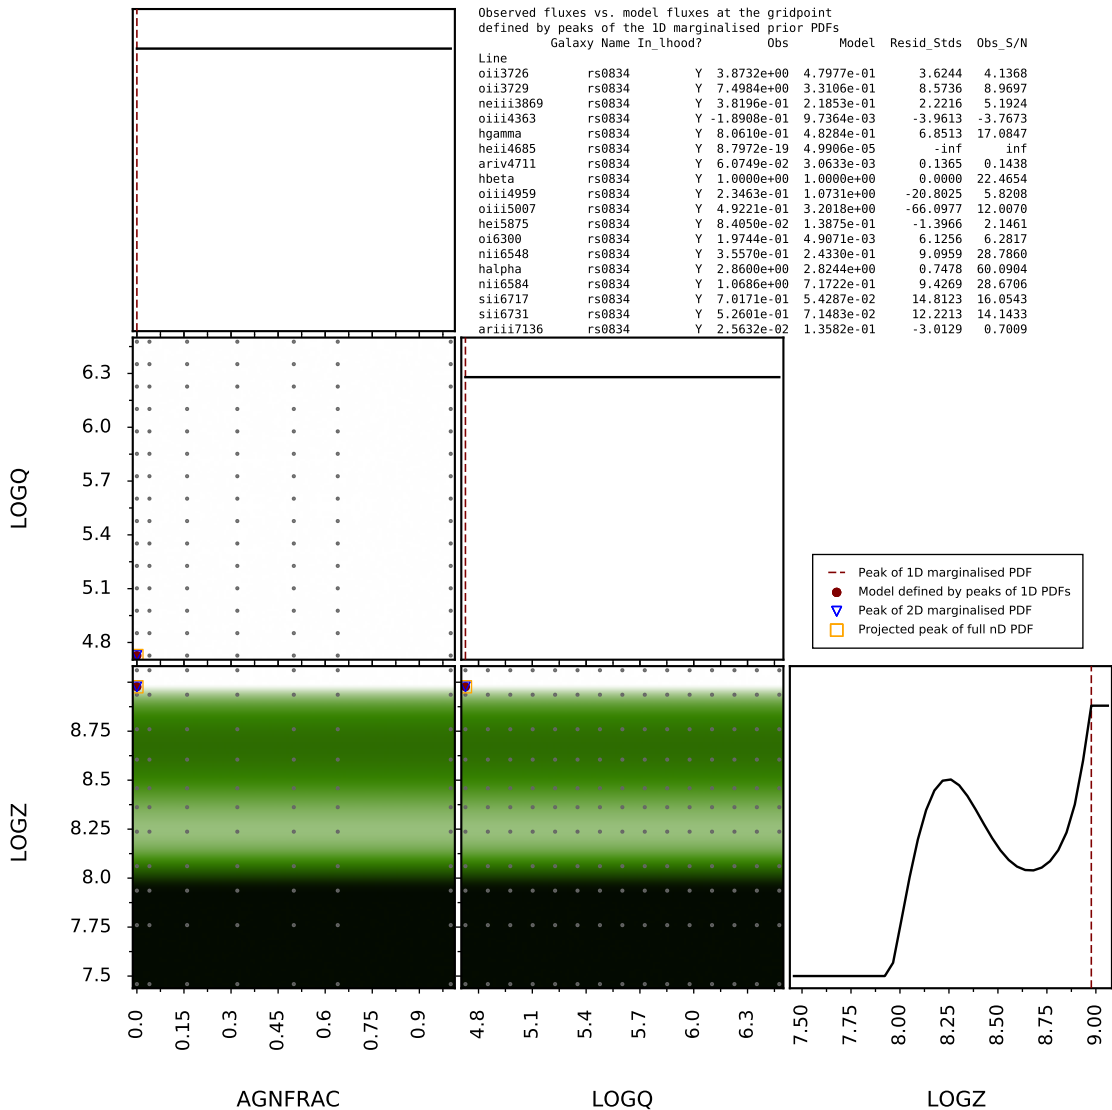 Observed fluxes vs. model fluxes at the gridpoint
defined by peaks of the 1D marginalised prior PDFs
Galaxy Name In_lhood? Obs Model Resid_Stds Obs_S/N
Line
oii3726 rs0834 Y 3.8732e+00 4.7977e-01 3.6244 4.1368
oii3729 rs0834 Y 7.4984e+00 3.3106e-01 8.5736 8.9697
neiii3869 rs0834 Y 3.8196e-01 2.1853e-01 2.2216 5.1924
oiii4363 rs0834 Y -1.8908e-01 9.7364e-03 -3.9613 -3.7673
hgamma rs0834 Y 8.0610e-01 4.8284e-01 6.8513 17.0847
heii4685 rs0834 Y 8.7972e-19 4.9906e-05 -inf inf
ariv4711 rs0834 Y 6.0749e-02 3.0633e-03 0.1365 0.1438
hbeta rs0834 Y 1.0000e+00 1.0000e+00 0.0000 22.4654
oiii4959 rs0834 Y 2.3463e-01 1.0731e+00 -20.8025 5.8208
oiii5007 rs0834 Y 4.9221e-01 3.2018e+00 -66.0977 12.0070
hei5875 rs0834 Y 8.4050e-02 1.3875e-01 -1.3966 2.1461
oi6300 rs0834 Y 1.9744e-01 4.9071e-03 6.1256 6.2817
nii6548 rs0834 Y 3.5570e-01 2.4330e-01 9.0959 28.7860
halpha rs0834 Y 2.8600e+00 2.8244e+00 0.7478 60.0904
nii6584 rs0834 Y 1.0686e+00 7.1722e-01 9.4269 28.6706
sii6717 rs0834 Y 7.0171e-01 5.4287e-02 14.8123 16.0543
sii6731 rs0834 Y 5.2601e-01 7.1483e-02 12.2213 14.1433
ariii7136 rs0834 Y 2.5632e-02 1.3582e-01 -3.0129 0.7009
6.3
6.0
5.7
5.4
5.1
4.8
LOGQ
Peak of 1D marginalised PDF
Model defined by peaks of 1D PDFs
Peak of 2D marginalised PDF
Projected peak of full nD PDF
8.75
8.5
8.25
8.0
7.75
7.5
LOGZ
0.0 0.15 0.3 0.45 0.6 0.75 0.9
4.8 5.1 5.4 5.7 6.0 6.3
7.50 7.75 8.00 8.25 8.50 8.75 9.00
AGNFRAC LOGQ LOGZ